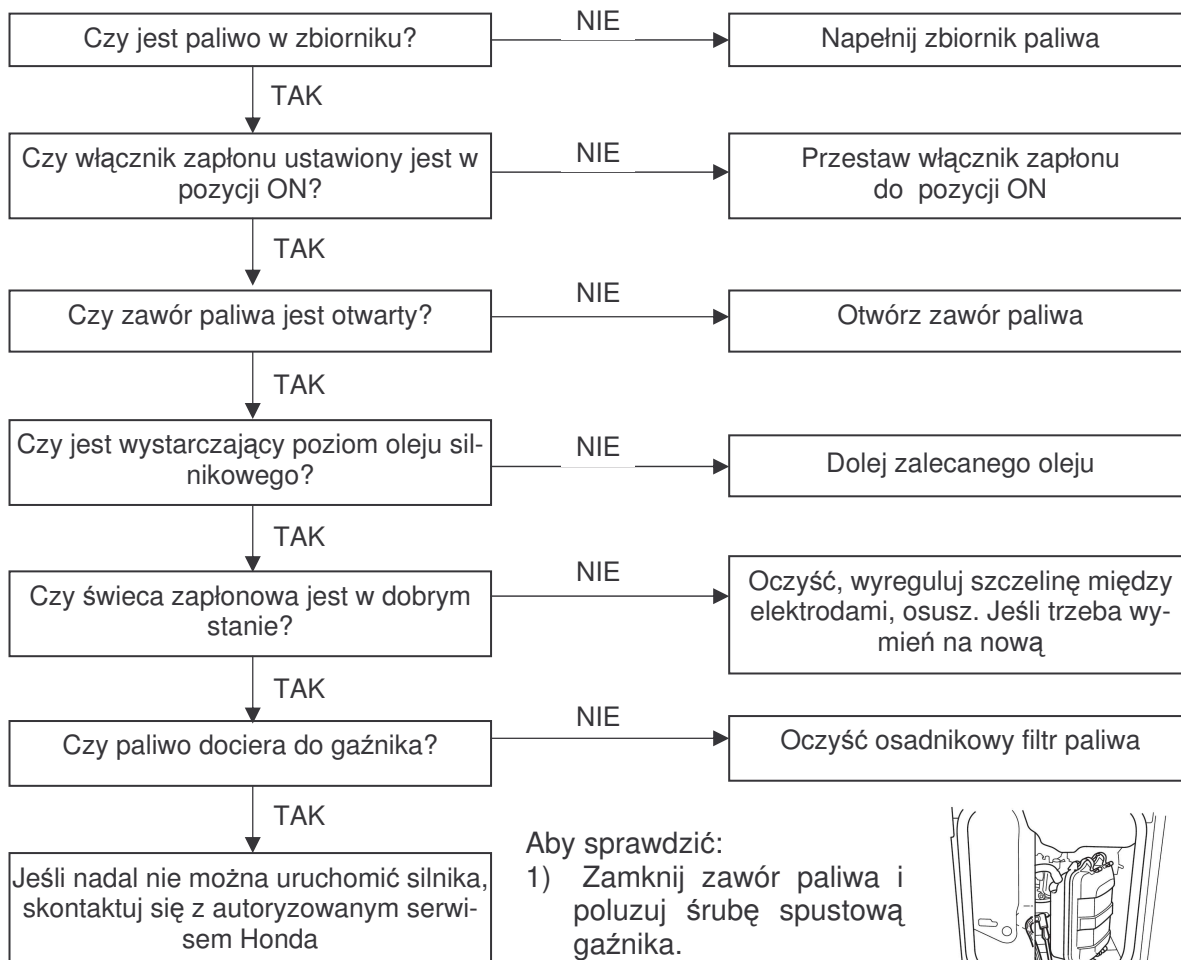 Czy jest paliwo w zbiorniku?
NIE
Napełnij zbiornik paliwa
TAK
Czy włącznik zapłonu ustawiony jest w
pozycji ON?
NIE
Przestaw włącznik zapłonu
do pozycji ON
TAK
Czy zawór paliwa jest otwarty?
NIE
Otwórz zawór paliwa
TAK
Czy jest wystarczający poziom oleju sil-
nikowego?
NIE
Dolej zalecanego oleju
TAK
Czy świeca zapłonowa jest w dobrym
stanie?
NIE
Oczyść, wyreguluj szczelinę między
elektrodami, osusz. Jeśli trzeba wy-
mień na nową
TAK
Czy paliwo dociera do gaźnika?
NIE
Oczyść osadnikowy filtr paliwa
TAK
Jeśli nadal nie można uruchomić silnika,
skontaktuj się z autoryzowanym serwi-
sem Honda
Aby sprawdzić:
1) Zamknij zawór paliwa i
poluzuj śrubę spustową
gaźnika.